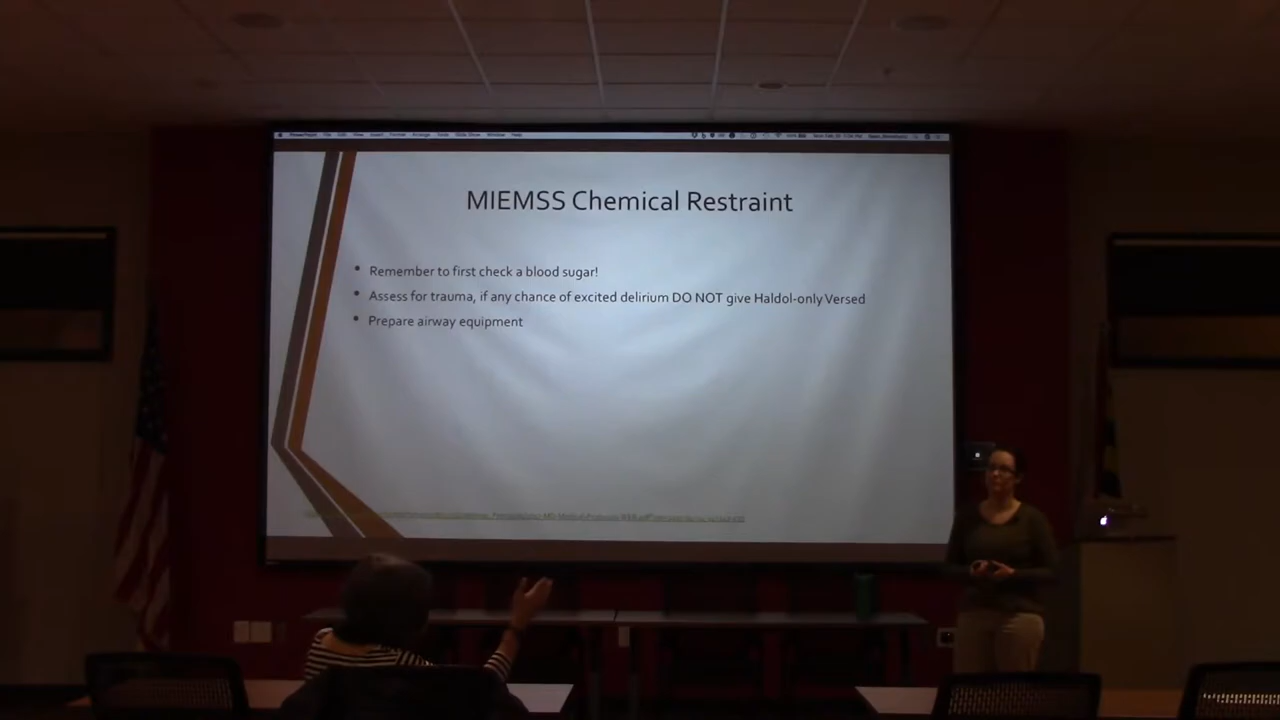 MIEMSS Chemical Restraint
• Remember to first check a blood sugar!
• Assess for trauma, if any chance of excited delirium DO NOT give Haldol-only Versed
• Prepare airway equipment